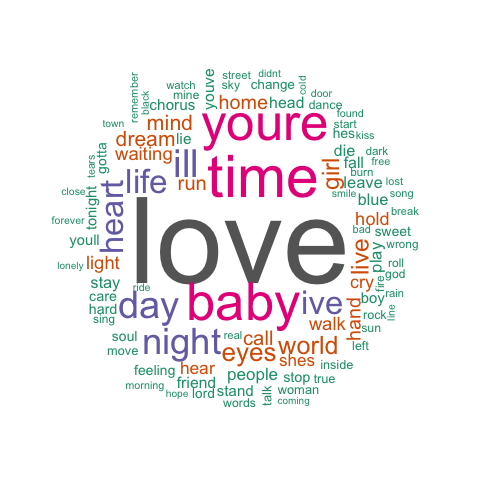 street didnt
watch sky change cold
remember mine youve door
black chorus home head dance
town mind youre found
start
dream lie hes kiss
gotta waiting ill time girl die dark
tears fall free
life run burn
close heart leave lost
tonight smile blue song
forever love hold break
youll bad sweet
lonely light live play wrong
stay ride cry roll
care day baby ive fire god
hard boy rain
sing hand rock line
soul night real call walk sun
move eyes world left
feeling hear shes inside
morning friend people stop true
hope lord stand woman
words talk coming